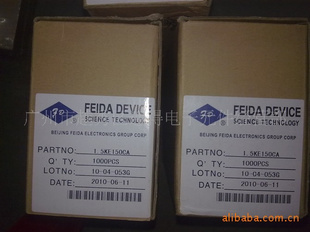 FEIDA DEVICE
SCIENCE TECHNOLOGY
BEIJING FEIDA ELECTRONICS GROUP CORP
PARTNO: 1.5KE150CA
Q'TY: 1000PCS
LOTNo: 10-04-053G
DATE: 2010-06-11
FEIDA DEVICE
SCIENCE TECHNOLOGY
BEIJING FEIDA ELECTRONICS GROUP CORP
PARTNO: 1.5KE150CA
Q'TY: 1000PCS
LOTNo: 10-04-053G
DATE: 2010-06-11
alibaba.com.cn